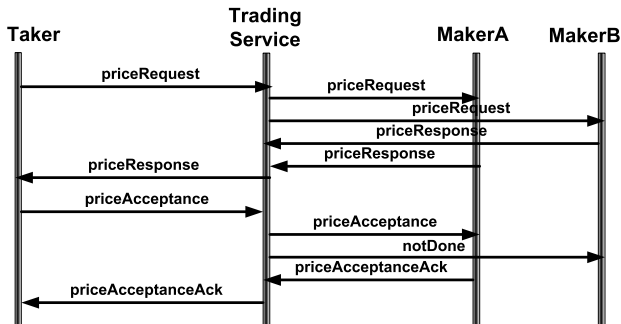 Taker
Trading
Service
MakerA
MakerB
priceRequest
priceRequest
priceRequest
priceResponse
priceResponse
priceResponse
priceAcceptance
priceAcceptance
notDone
priceAcceptanceAck
priceAcceptanceAck